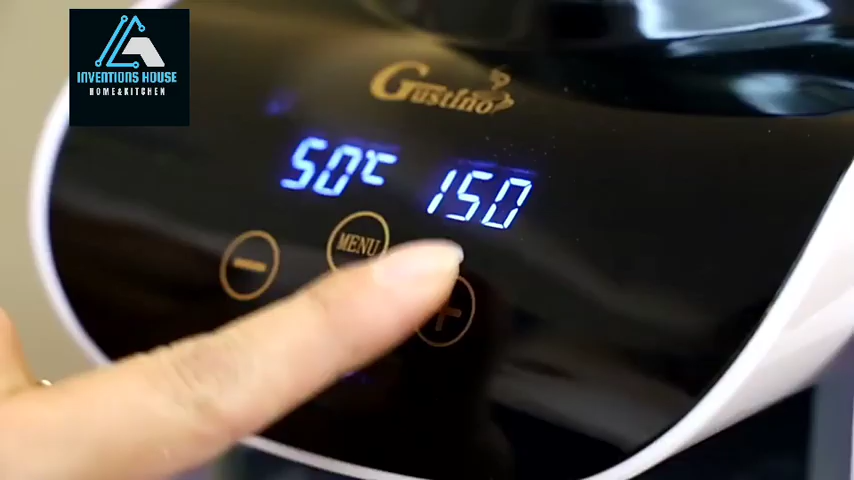 INVENTIONS HOUSE
HOME&KITCHEN
Gustino
50°C 150
MENU